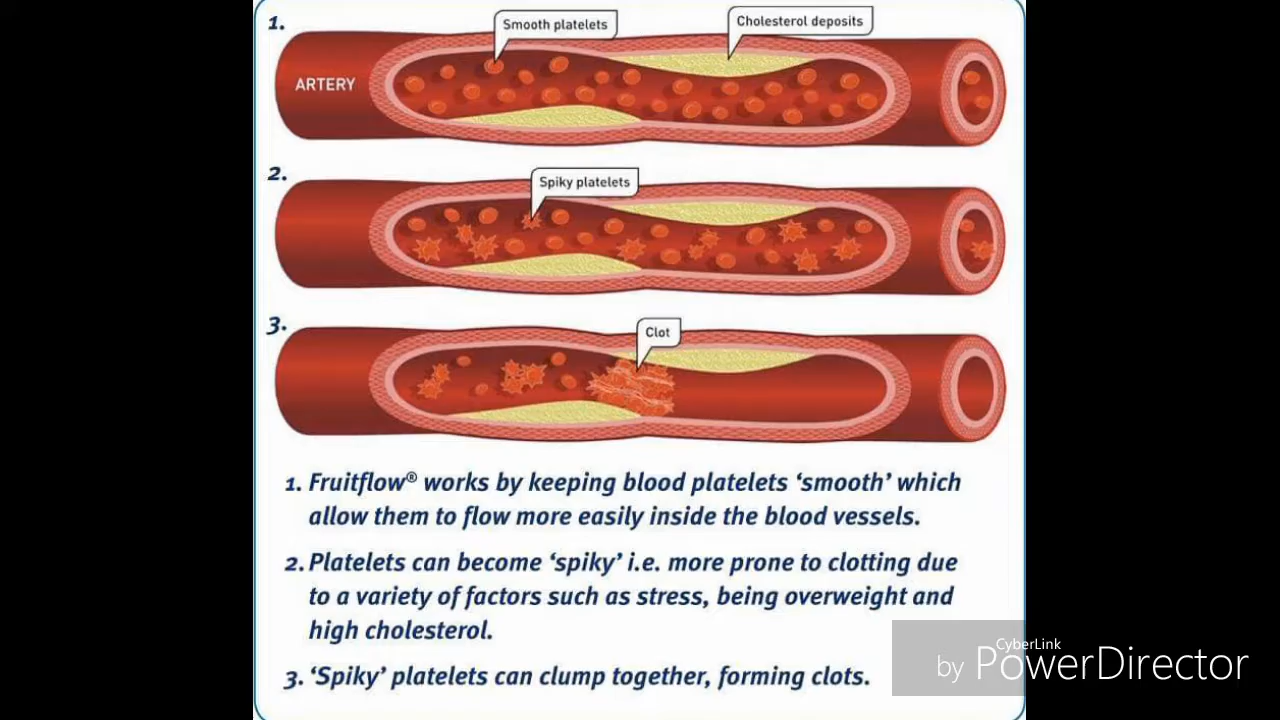 1.
Smooth platelets
Cholesterol deposits
ARTERY
2.
Spiky platelets
3.
Clot
1. Fruitflow® works by keeping blood platelets ‘smooth’ which
allow them to flow more easily inside the blood vessels.
2. Platelets can become ‘spiky’ i.e. more prone to clotting due
to a variety of factors such as stress, being overweight and
high cholesterol.
3. ‘Spiky’ platelets can clump together, forming clots.
CyberLink
by PowerDirector